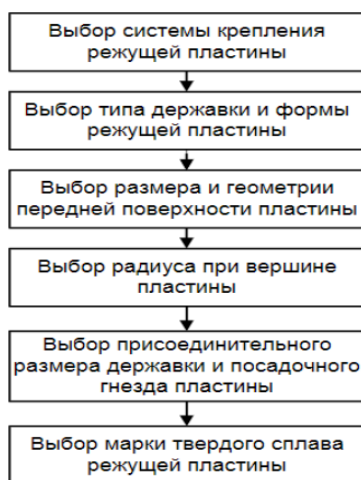 Выбор системы крепления
режущей пластины
Выбор типа державки и формы
режущей пластины
Выбор размера и геометрии
передней поверхности пластины
Выбор радиуса при вершине
пластины
Выбор присоединительного
размера державки и посадочного
гнезда пластины
Выбор марки твердого сплава
режущей пластины